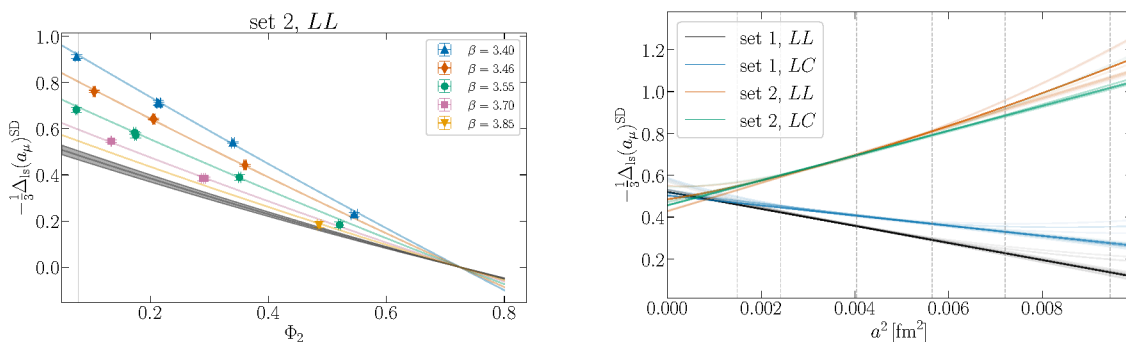 set 2, LL
1.0
0.8
0.6
0.4
0.2
0.0
−1/3 Δls(aμ)^SD
β = 3.40
β = 3.46
β = 3.55
β = 3.70
β = 3.85
0.2
0.4
0.6
0.8
Φ2
1.2
1.0
0.8
0.6
0.4
0.2
−1/3 Δls(aμ)^SD
set 1, LL
set 1, LC
set 2, LL
set 2, LC
0.000
0.002
0.004
0.006
0.008
a² [fm²]